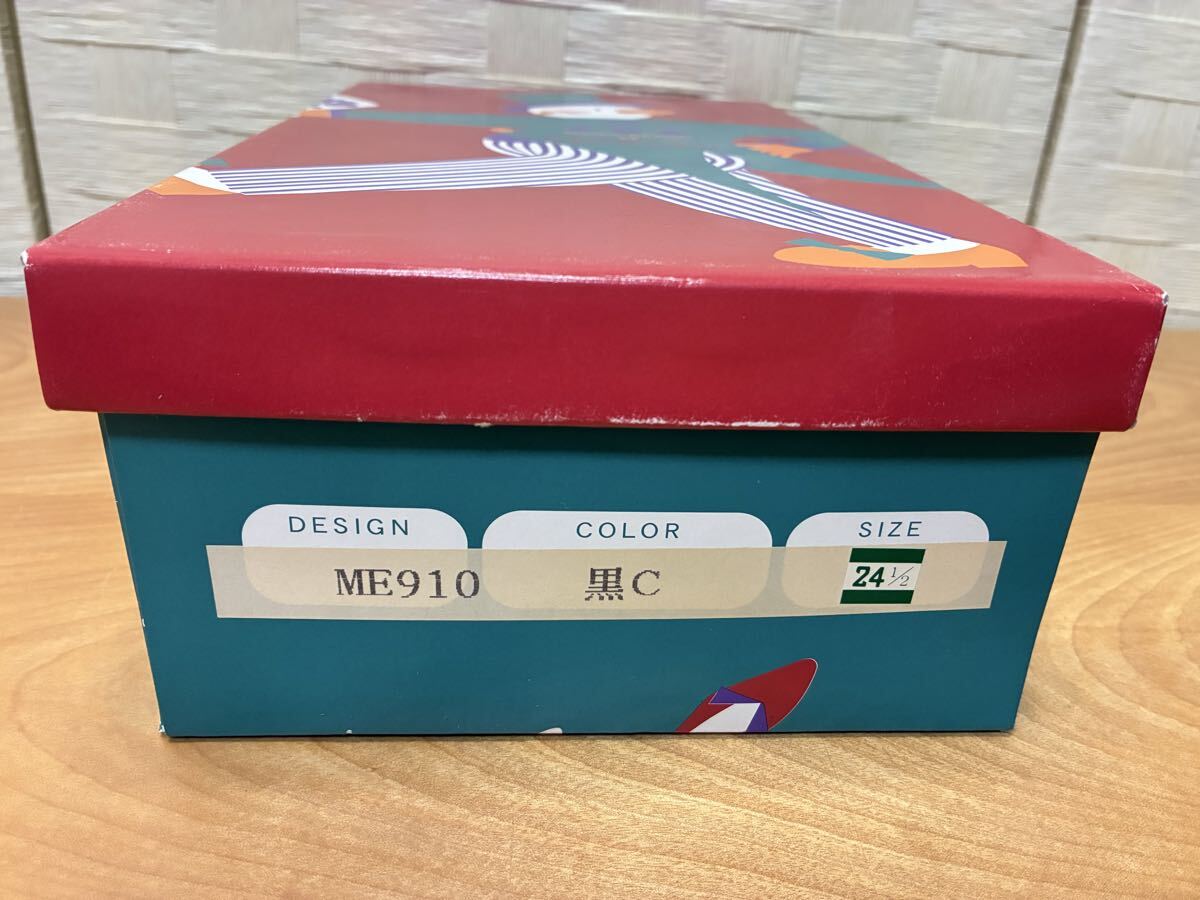 DESIGN COLOR SIZE
ME910 黒C 24 1/2